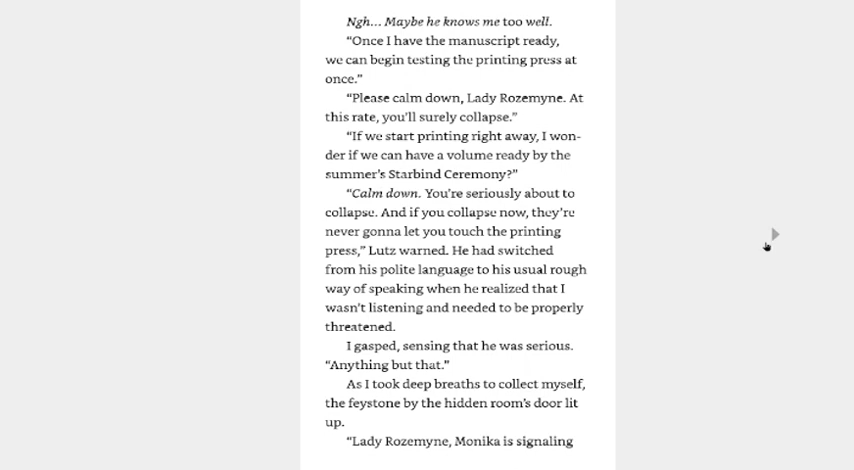 Ngh... Maybe he knows me too well.
“Once I have the manuscript ready,
we can begin testing the printing press at
once.”
“Please calm down, Lady Rozemyne. At
this rate, you'll surely collapse.”
“If we start printing right away, I won-
der if we can have a volume ready by the
summer's Starbind Ceremony?”
“Calm down. You're seriously about to
collapse. And if you collapse now, they're
never gonna let you touch the printing
press,” Lutz warned. He had switched
from his polite language to his usual rough
way of speaking when he realized that I
wasn't listening and needed to be properly
threatened.
I gasped, sensing that he was serious.
“Anything but that.”
As I took deep breaths to collect myself,
the feystone by the hidden room's door lit
up.
“Lady Rozemyne, Monika is signaling